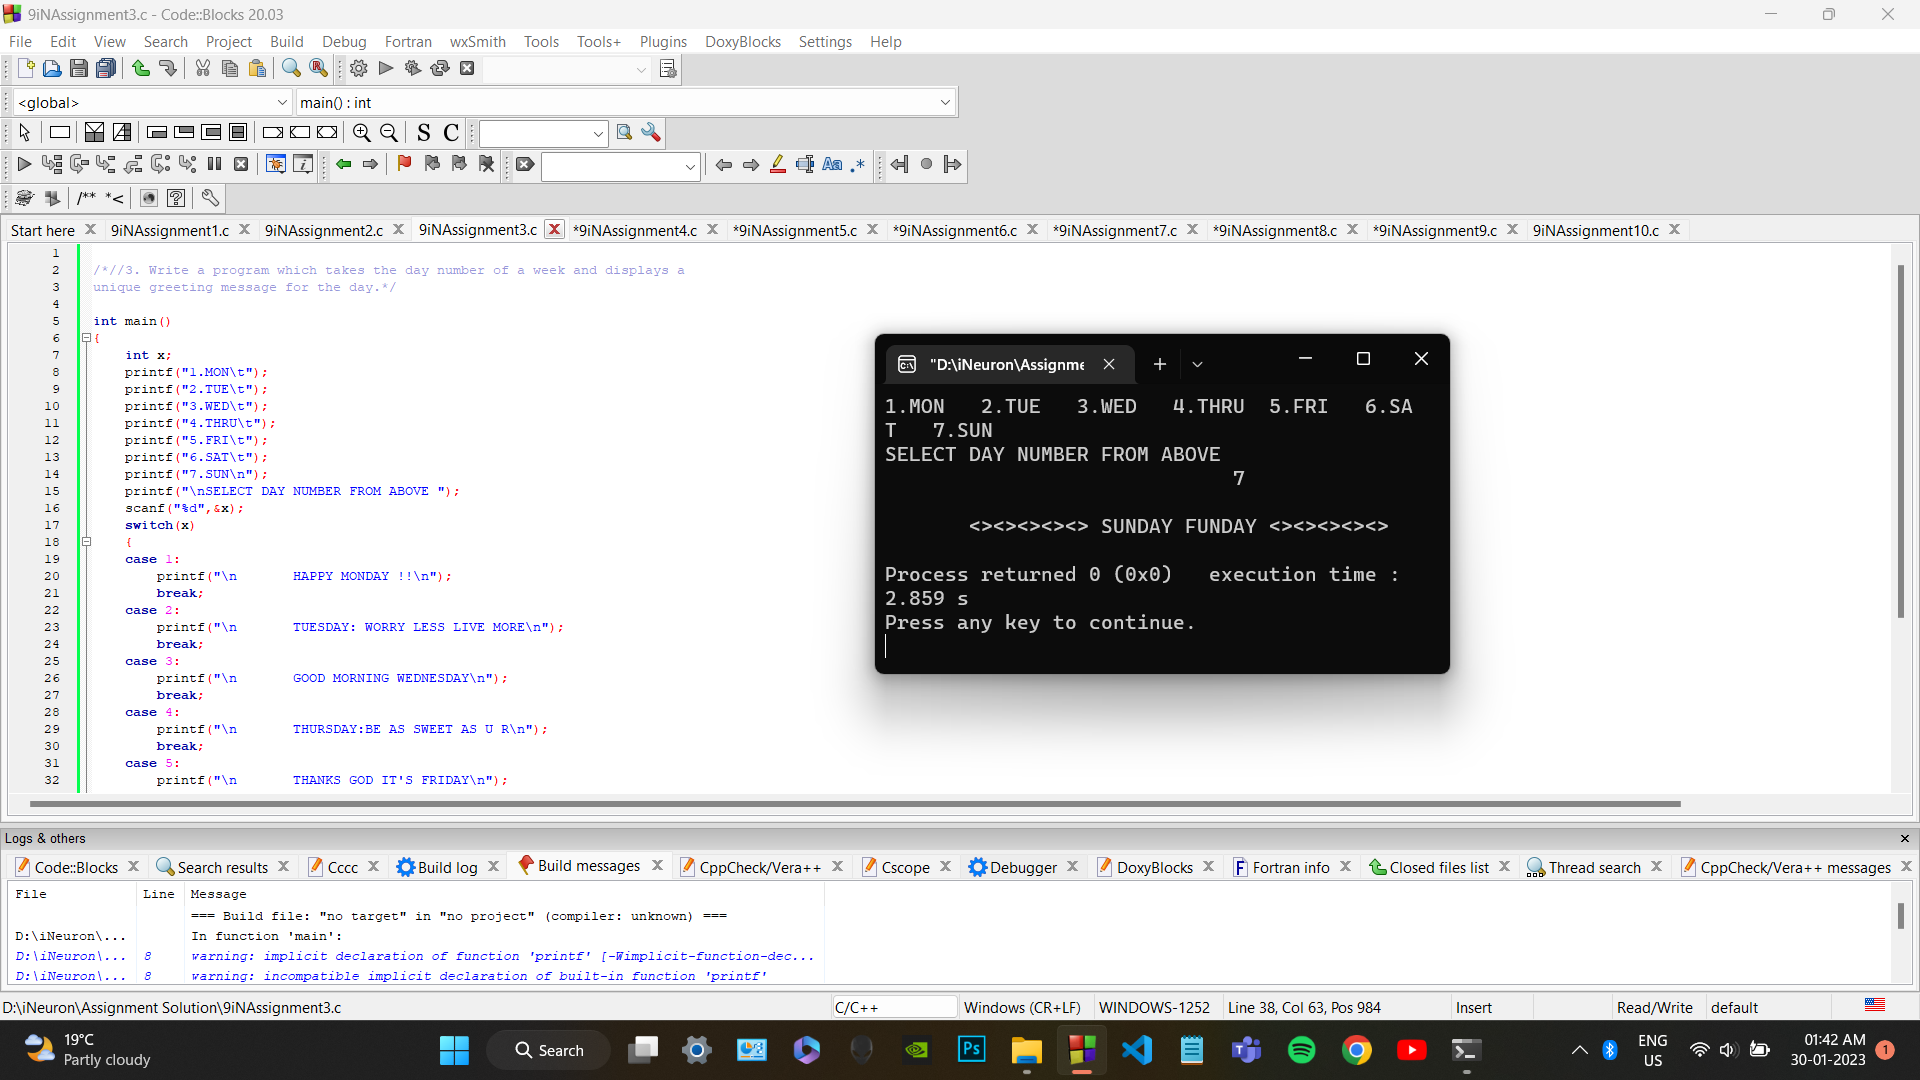 9iNAssignment3.c - Code::Blocks 20.03
File Edit View Search Project Build Debug Fortran wxSmith Tools Tools+ Plugins DoxyBlocks Settings Help
<global> main() : int
S C
Aa .*
/** *<
Start here 9iNAssignment1.c 9iNAssignment2.c 9iNAssignment3.c *9iNAssignment4.c *9iNAssignment5.c *9iNAssignment6.c *9iNAssignment7.c *9iNAssignment8.c *9iNAssignment9.c 9iNAssignment10.c
1
2 /*//3. Write a program which takes the day number of a week and displays a
3 unique greeting message for the day.*/
4
5 int main()
6 {
7 int x;
8 printf("1.MON\t");
9 printf("2.TUE\t");
10 printf("3.WED\t");
11 printf("4.THRU\t");
12 printf("5.FRI\t");
13 printf("6.SAT\t");
14 printf("7.SUN\n");
15 printf("\nSELECT DAY NUMBER FROM ABOVE ");
16 scanf("%d",&x);
17 switch(x)
18 {
19 case 1:
20 printf("\n       HAPPY MONDAY !!\n");
21 break;
22 case 2:
23 printf("\n       TUESDAY: WORRY LESS LIVE MORE\n");
24 break;
25 case 3:
26 printf("\n       GOOD MORNING WEDNESDAY\n");
27 break;
28 case 4:
29 printf("\n       THURSDAY:BE AS SWEET AS U R\n");
30 break;
31 case 5:
32 printf("\n       THANKS GOD IT'S FRIDAY\n");
"D:\iNeuron\Assignme
1.MON 2.TUE 3.WED 4.THRU 5.FRI 6.SA
T 7.SUN
SELECT DAY NUMBER FROM ABOVE
7
<><><><><> SUNDAY FUNDAY <><><><><>
Process returned 0 (0x0) execution time :
2.859 s
Press any key to continue.
Logs & others
Code::Blocks Search results Cccc Build log Build messages CppCheck/Vera++ Cscope Debugger DoxyBlocks Fortran info Closed files list Thread search CppCheck/Vera++ messages
File Line Message
=== Build file: "no target" in "no project" (compiler: unknown) ===
D:\iNeuron\... In function 'main':
D:\iNeuron\... 8 warning: implicit declaration of function 'printf' [-Wimplicit-function-dec...
D:\iNeuron\... 8 warning: incompatible implicit declaration of built-in function 'printf'
D:\iNeuron\Assignment Solution\9iNAssignment3.c C/C++ Windows (CR+LF) WINDOWS-1252 Line 38, Col 63, Pos 984 Insert Read/Write default
19°C
Partly cloudy
Search
Ps
ENG
US
01:42 AM
30-01-2023
1